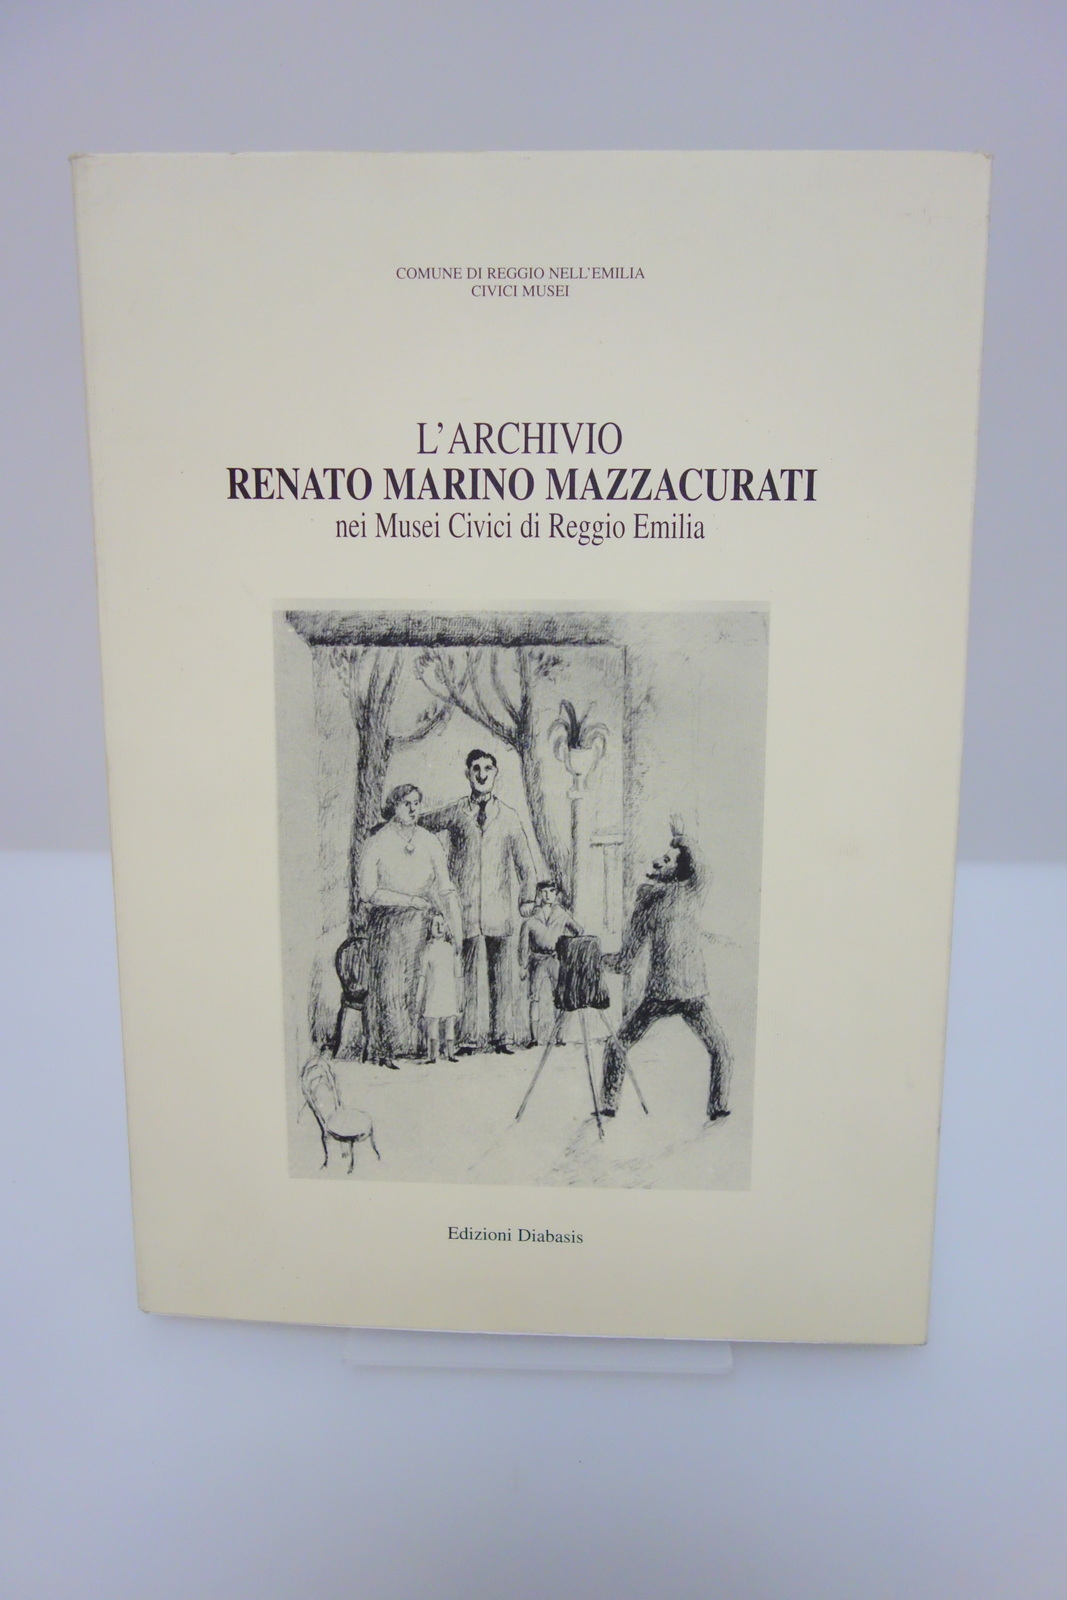 COMUNE DI REGGIO NELL'EMILIA
CIVICI MUSEI
L'ARCHIVIO
RENATO MARINO MAZZACURATI
nei Musei Civici di Reggio Emilia
Edizioni Diabasis